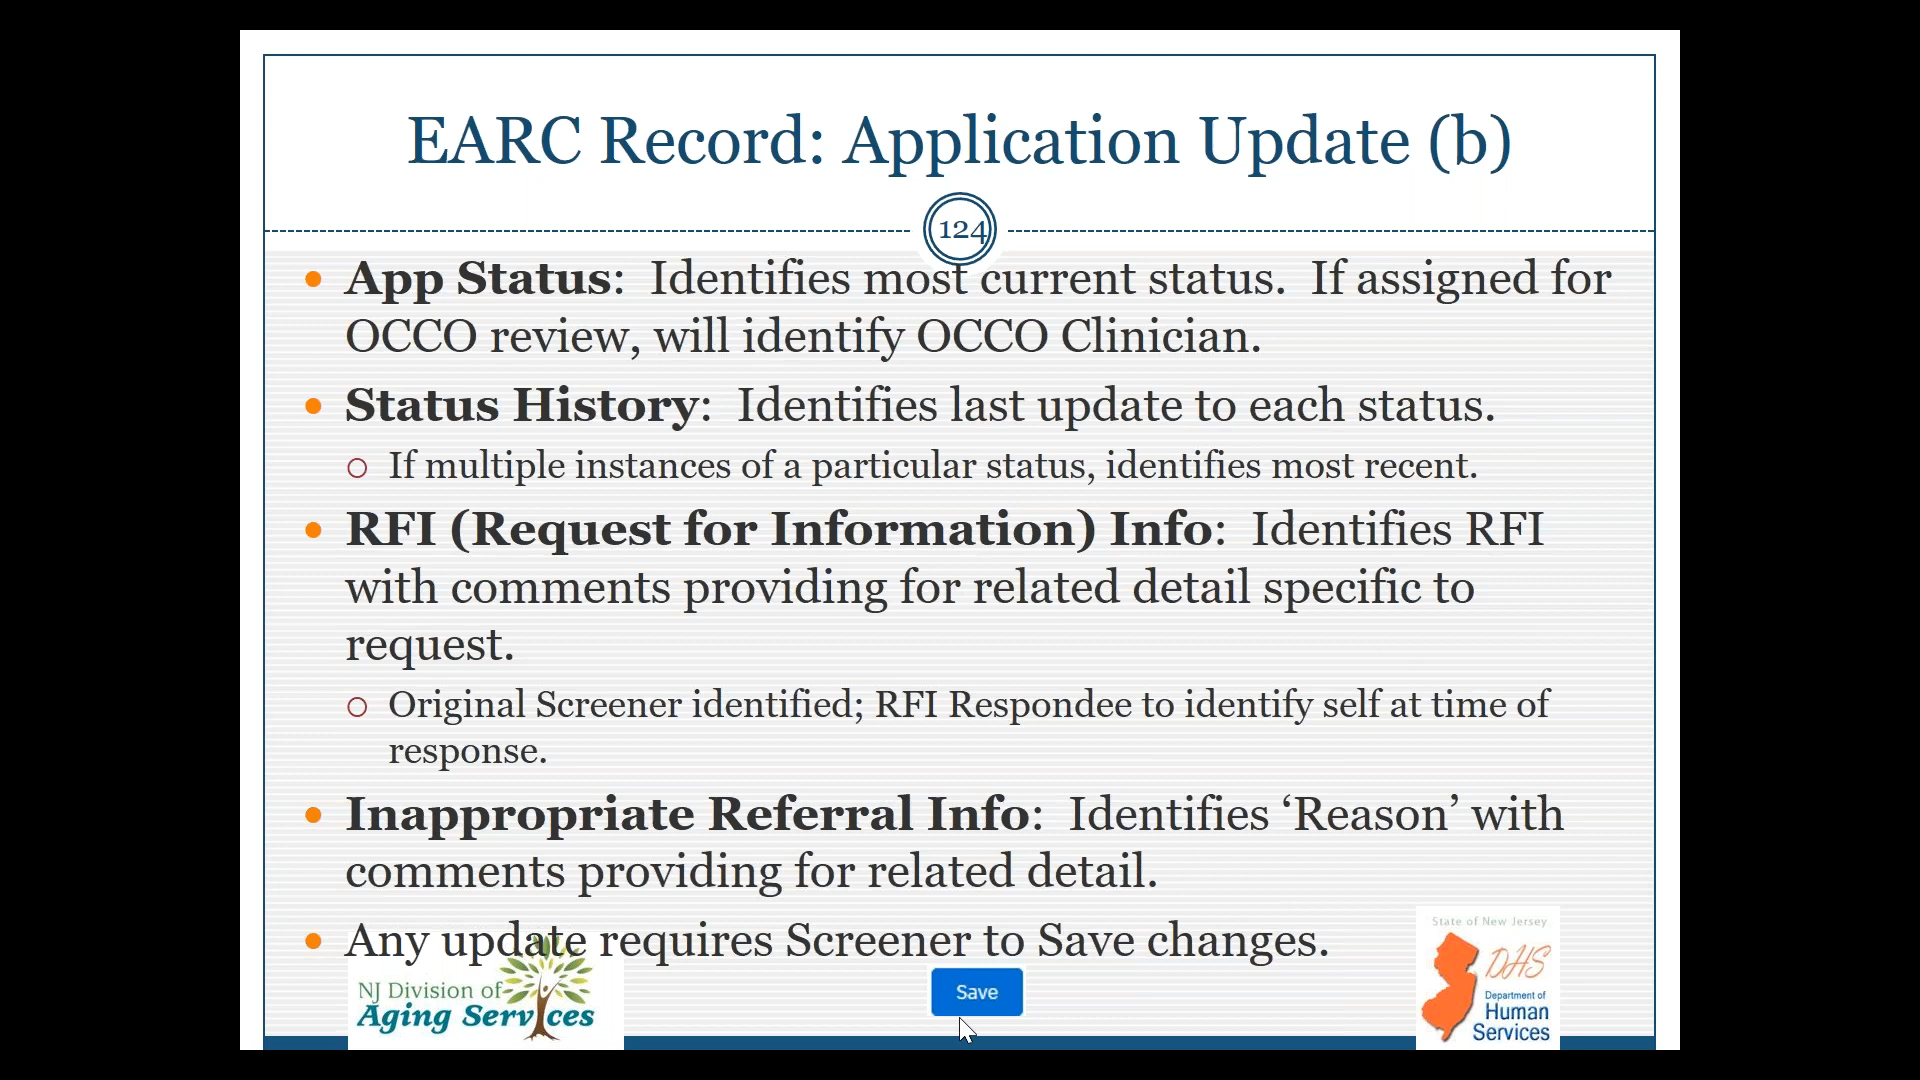 EARC Record: Application Update (b)
124
App Status:  Identifies most current status.  If assigned for
OCCO review, will identify OCCO Clinician.
Status History:  Identifies last update to each status.
If multiple instances of a particular status, identifies most recent.
RFI (Request for Information) Info:  Identifies RFI
with comments providing for related detail specific to
request.
Original Screener identified; RFI Respondee to identify self at time of
response.
Inappropriate Referral Info:  Identifies ‘Reason’ with
comments providing for related detail.
Any update requires Screener to Save changes.
NJ Division of
Aging Services
Save
State of New Jersey
DHS
Department of
Human
Services